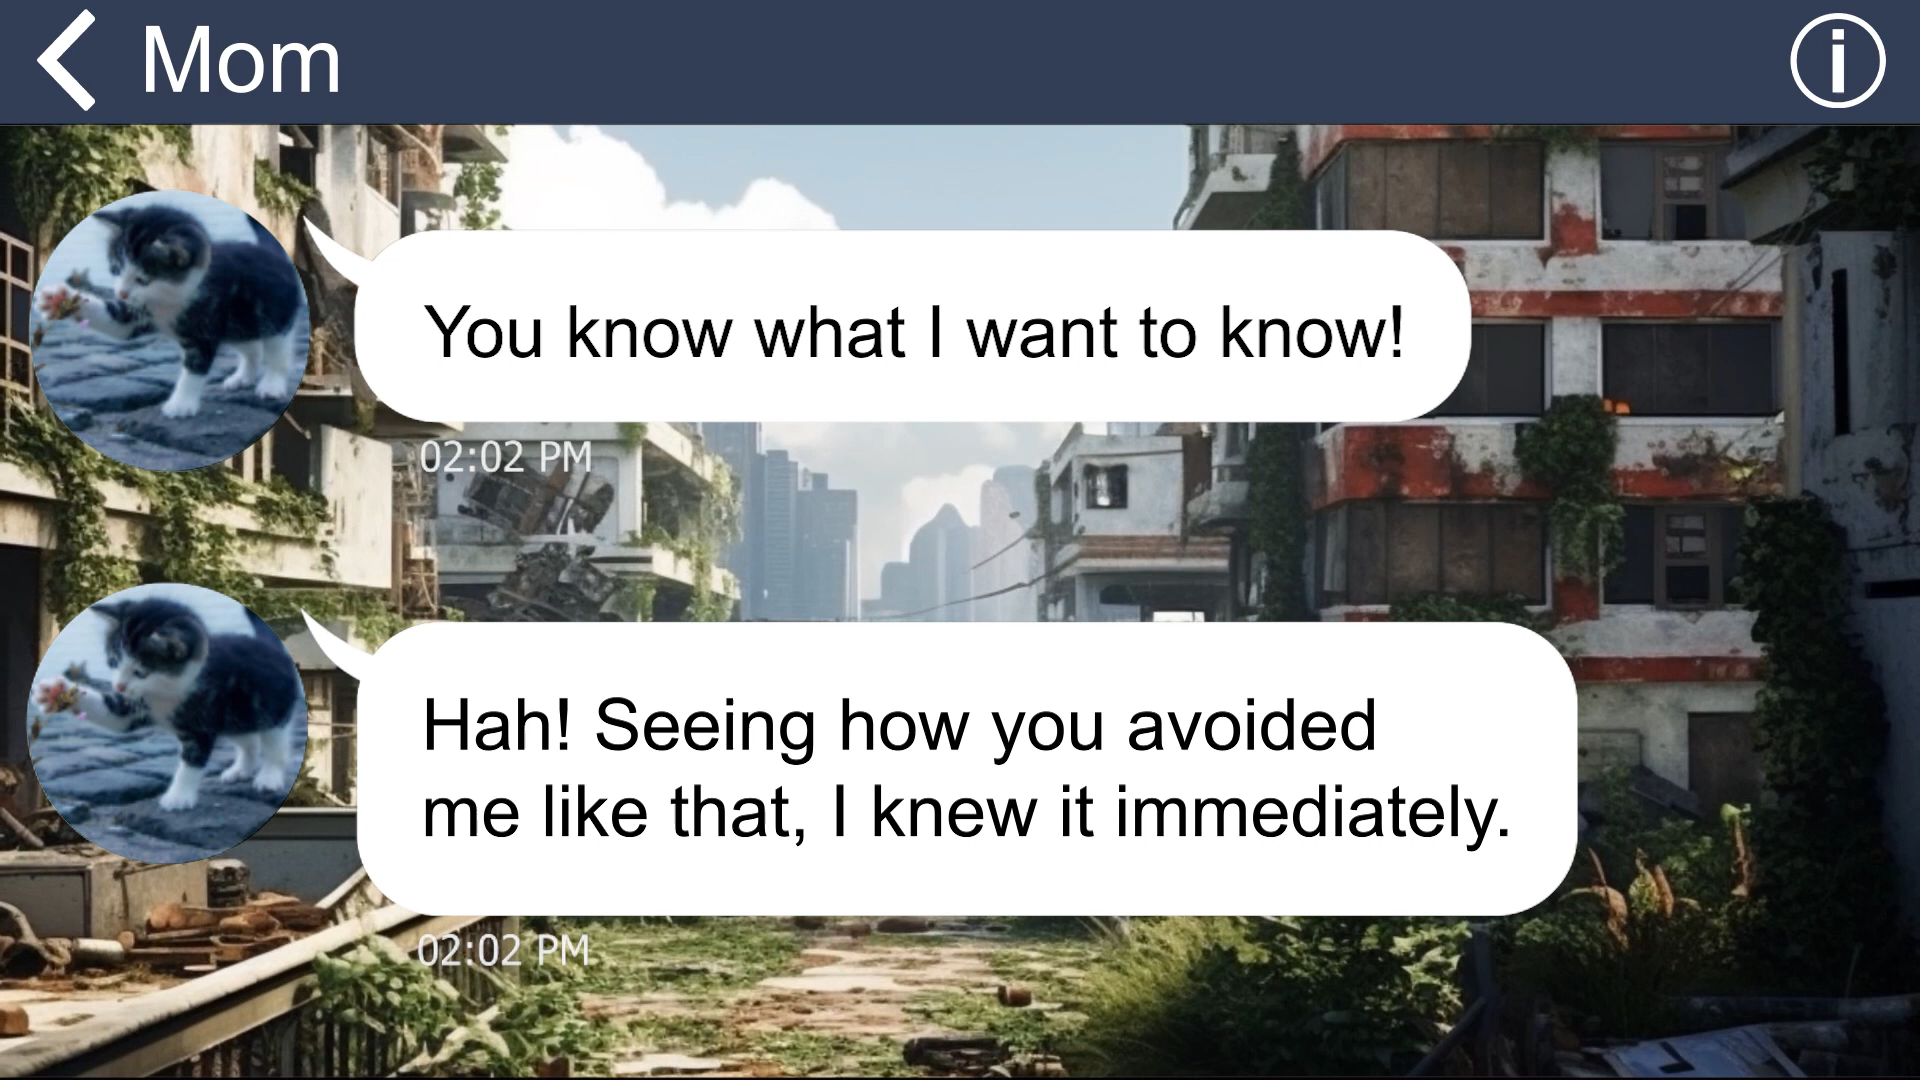 Mom
You know what I want to know!
02:02 PM
Hah! Seeing how you avoided
me like that, I knew it immediately.
02:02 PM